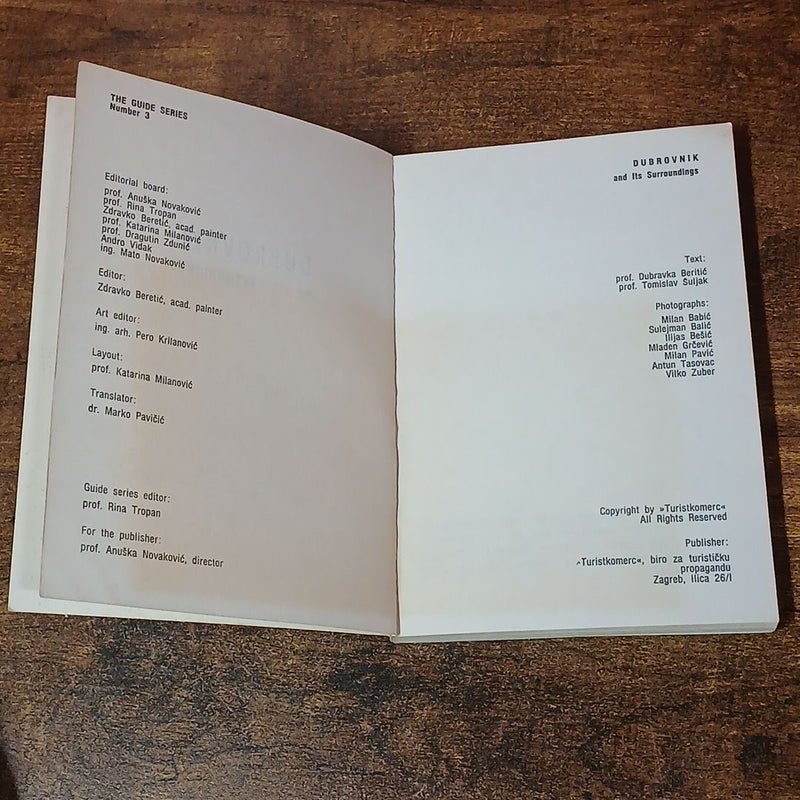 THE GUIDE SERIES
Number 3
Editorial board:
prof. Anuška Novaković
prof. Rina Tropan
Zdravko Beretić, acad. painter
prof. Katarina Milanović
prof. Dragutin Zdunić
Andro Vidak
ing. Mato Novaković
Editor:
Zdravko Beretić, acad. painter
Art editor:
ing. arh. Pero Krilanović
Layout:
prof. Katarina Milanović
Translator:
dr. Marko Pavičić
Guide series editor:
prof. Rina Tropan
For the publisher:
prof. Anuška Novaković, director
DUBROVNIK
and Its Surroundings
Text:
prof. Dubravka Beritić
prof. Tomislav Šuljak
Photographs:
Milan Babić
Sulejman Balić
Ilijas Bešić
Mladen Grčević
Milan Pavić
Antun Tasovac
Vilko Zuber
Copyright by »Turistkomerc«
All Rights Reserved
Publisher:
»Turistkomerc«, biro za turističku
propagandu
Zagreb, Ilica 26/I